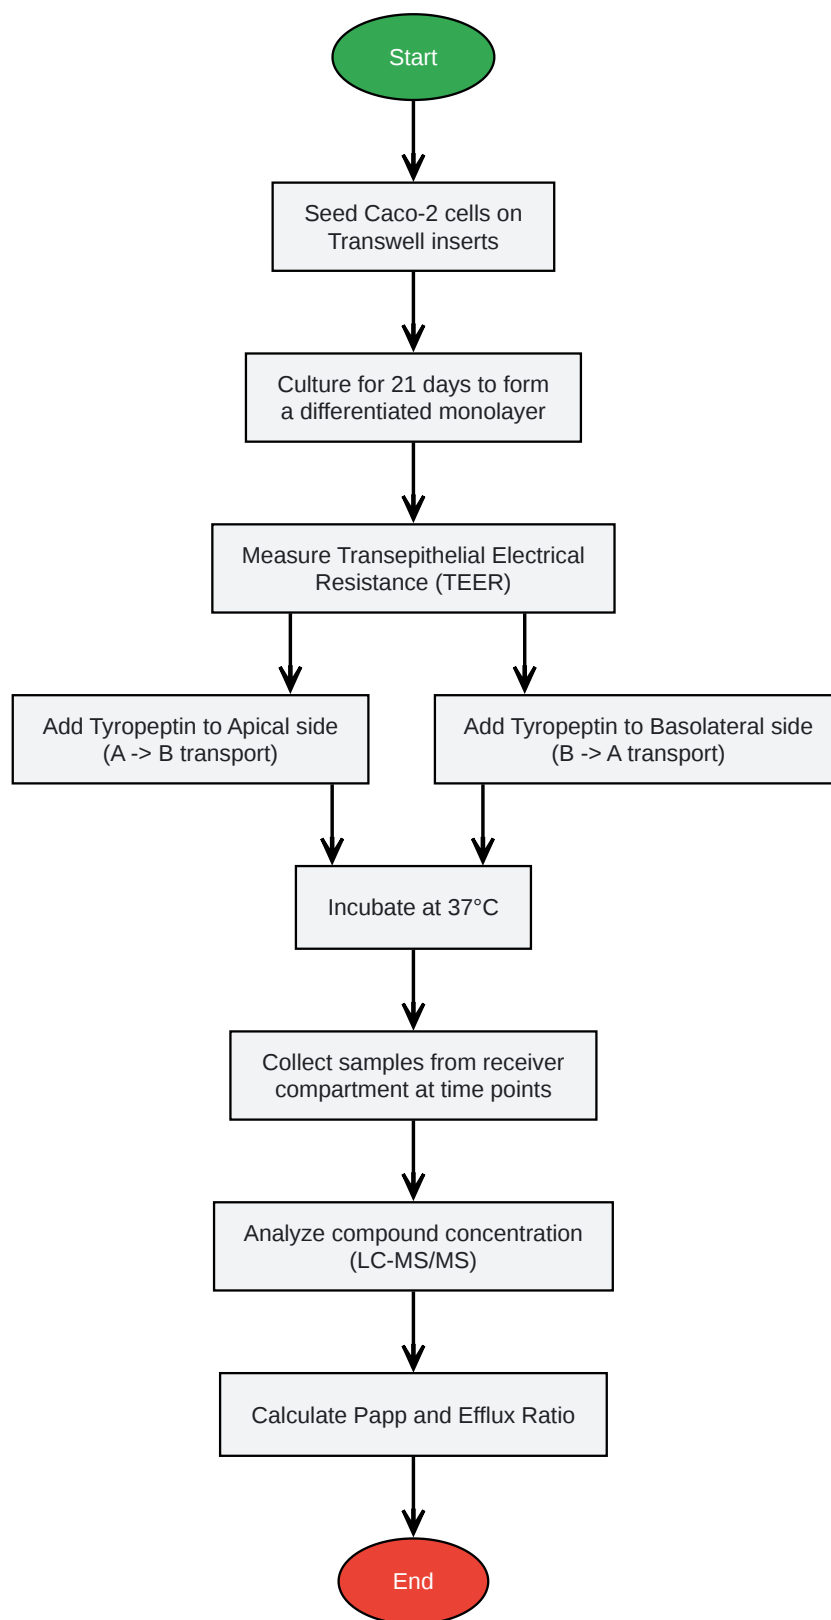 Start
Seed Caco-2 cells on
Transwell inserts
Culture for 21 days to form
a differentiated monolayer
Measure Transepithelial Electrical
Resistance (TEER)
Add Tyropeptin to Apical side
(A -> B transport)
Add Tyropeptin to Basolateral side
(B -> A transport)
Incubate at 37°C
Collect samples from receiver
compartment at time points
Analyze compound concentration
(LC-MS/MS)
Calculate Papp and Efflux Ratio
End